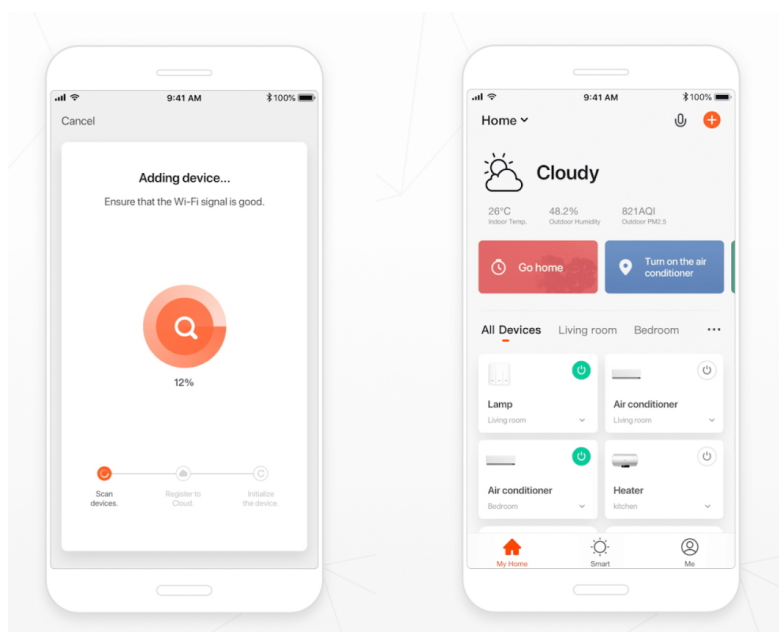 9:41 AM
100%
Cancel
Adding device...
Ensure that the Wi-Fi signal is good.
12%
Scan
devices.
Register to
Cloud.
Initialize
the device.
9:41 AM
100%
Home
Cloudy
26°C
Indoor Temp.
48.2%
Outdoor Humidity
821AQI
Outdoor PM2.5
Go home
Turn on the air
conditioner
All Devices
Living room
Bedroom
Lamp
Living room
Air conditioner
Living room
Air conditioner
Bedroom
Heater
kitchen
My Home
Smart
Me